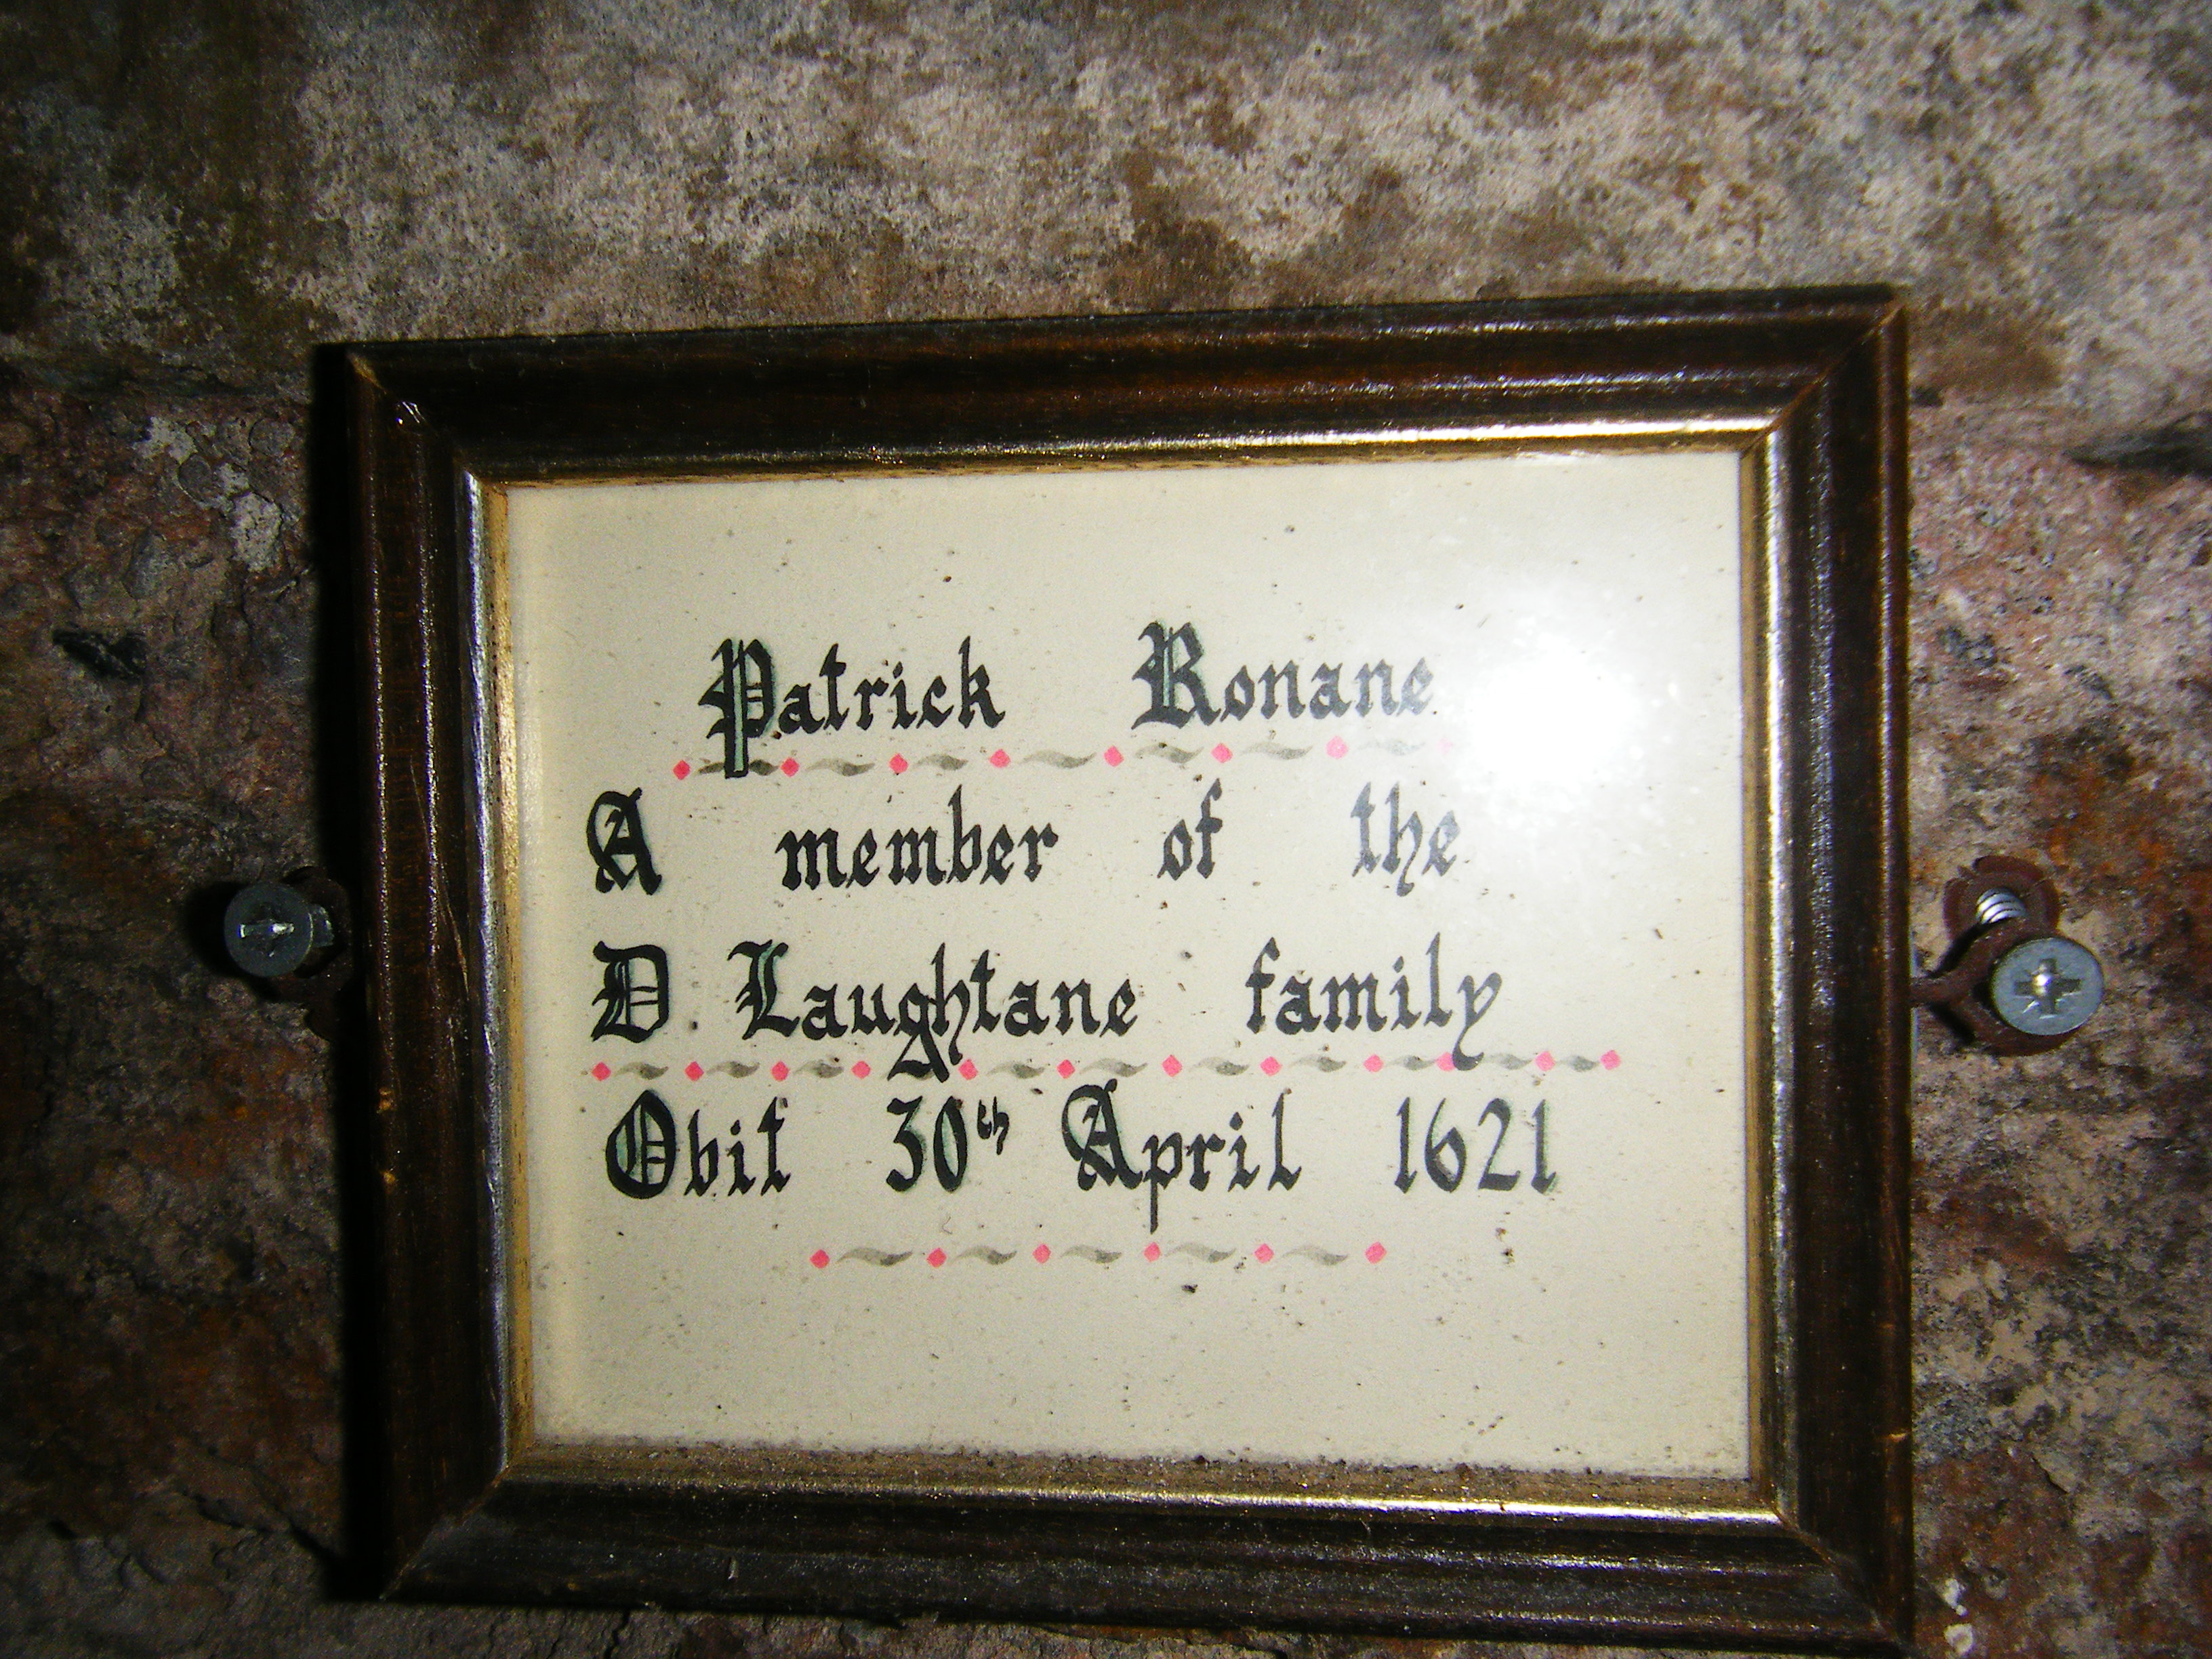 Patrick Ronane
A member of the
D. Laughtane family
Obit 30th April 1621